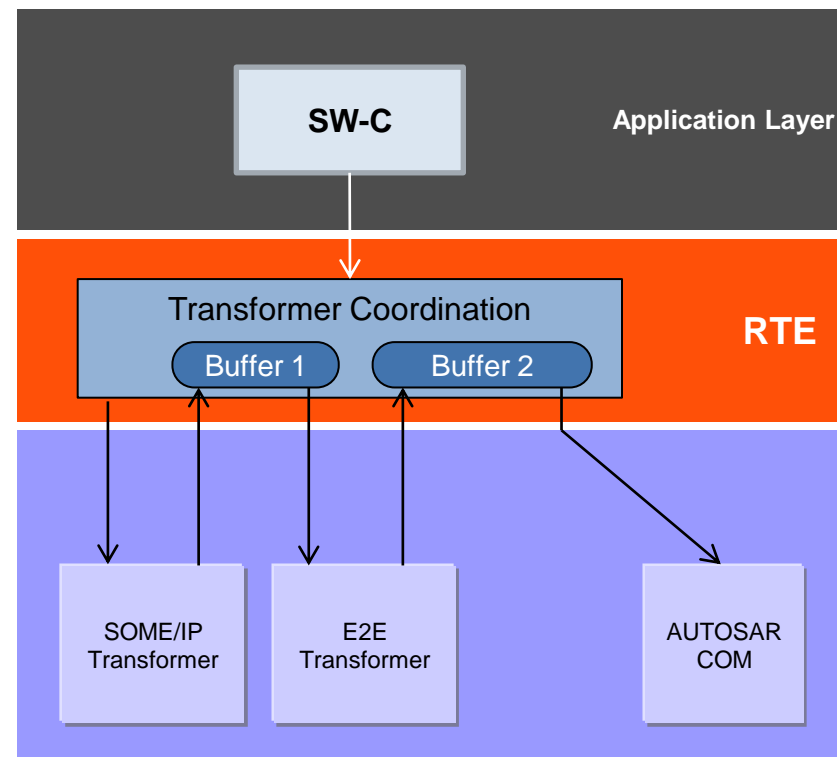 SW-C
Application Layer
Transformer Coordination
RTE
Buffer 1
Buffer 2
SOME/IP
Transformer
E2E
Transformer
AUTOSAR
COM